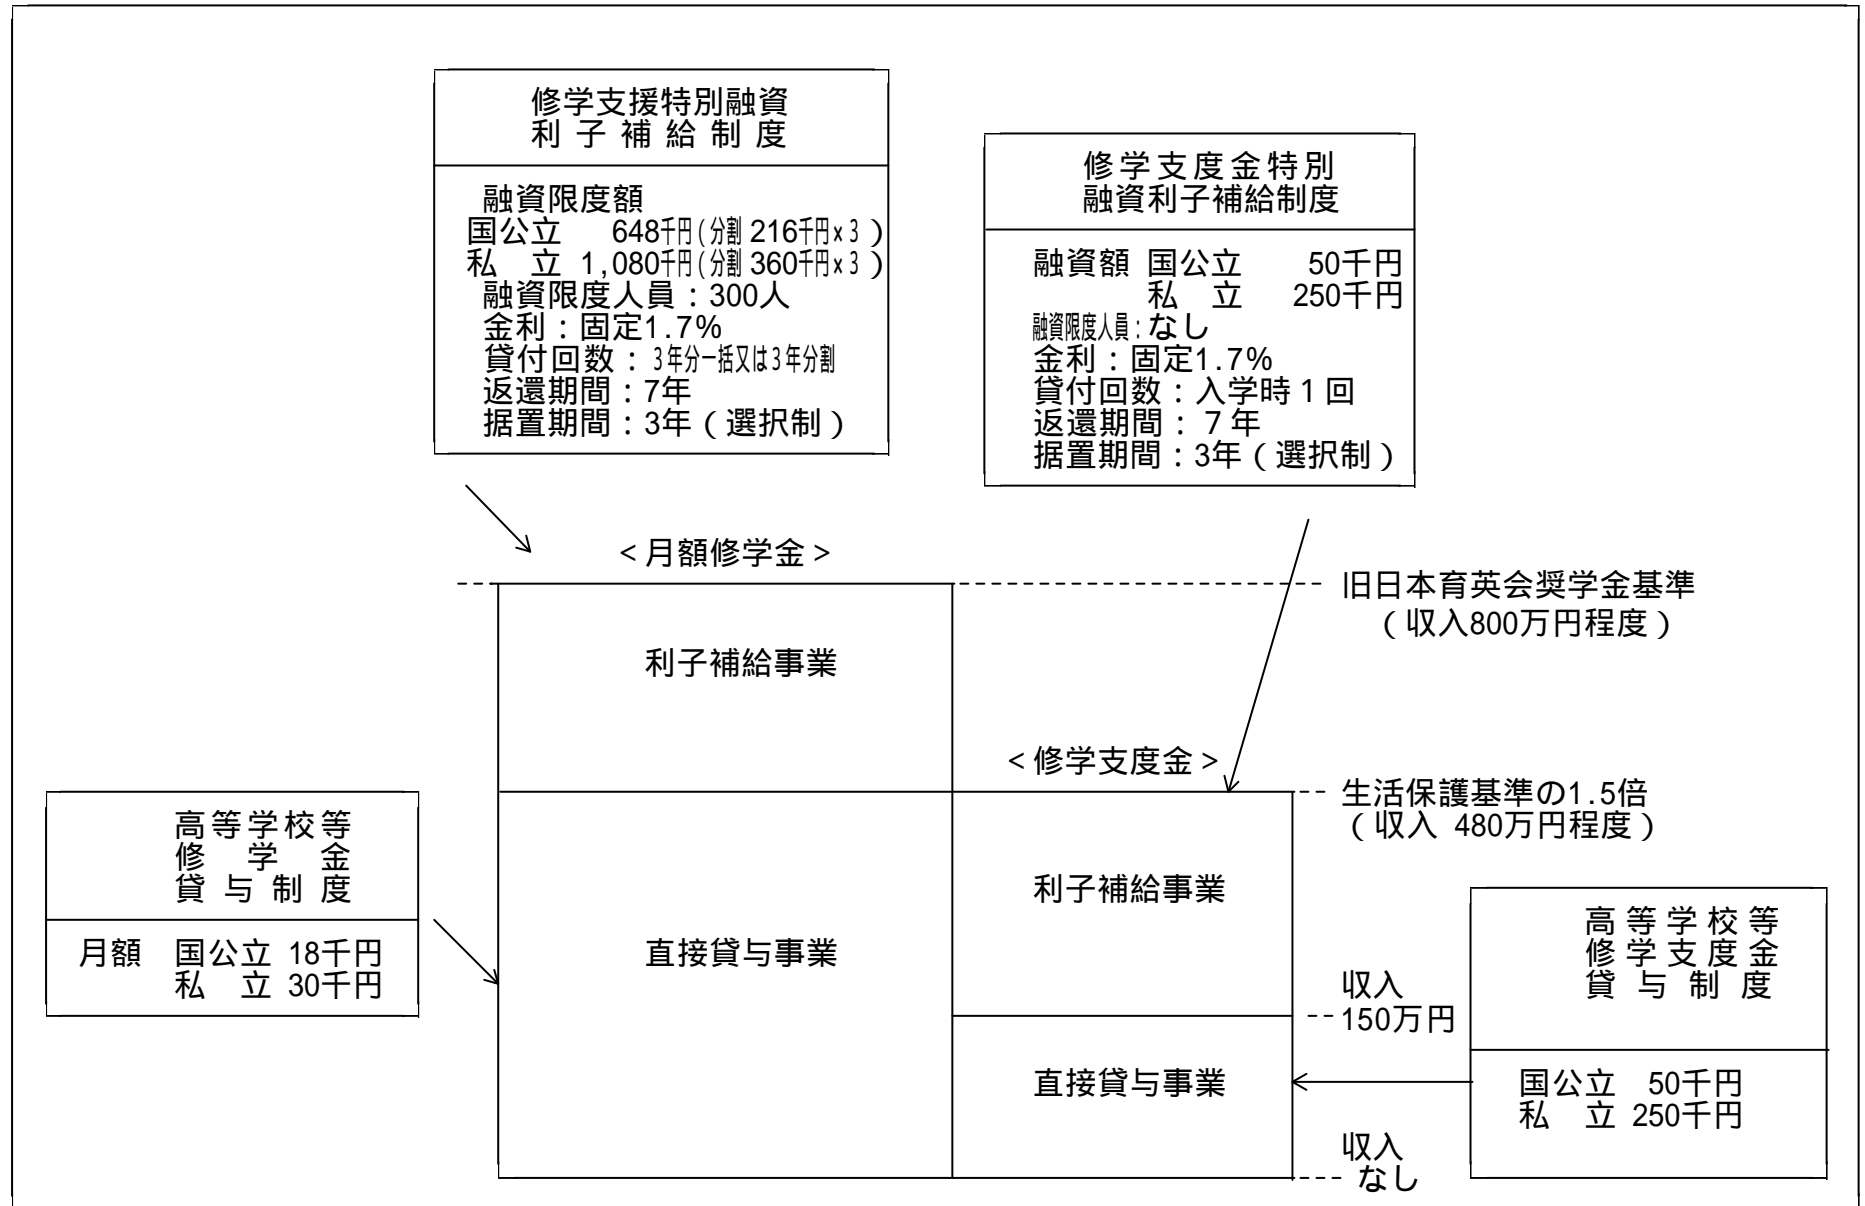 修学支援特別融資
利子補給制度
融資限度額
国公立 648千円(分割216千円×3)
私 立 1,080千円(分割360千円×3)
融資限度人員:300人
金利:固定1.7%
貸付回数:3年分一括又は3年分割
返還期間:7年
据置期間:3年(選択制)
修学支度金特別
融資利子補給制度
融資額 国公立 50千円
私 立 250千円
融資限度人員:なし
金利:固定1.7%
貸付回数:入学時1回
返還期間:7年
据置期間:3年(選択制)
<月額修学金>
旧日本育英会奨学金基準
(収入800万円程度)
利子補給事業
<修学支度金>
生活保護基準の1.5倍
(収入 480万円程度)
高等学校等
修学金
貸与制度
月額 国公立 18千円
私 立 30千円
直接貸与事業
利子補給事業
収入
150万円
直接貸与事業
収入
なし
高等学校等
修学支度金
貸与制度
国公立 50千円
私 立 250千円